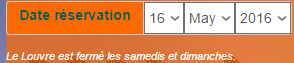 Date réservation 16 May 2016
Le Louvre est fermé les samedis et dimanches.